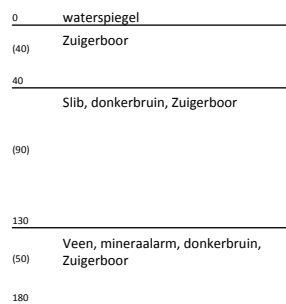 0 waterspiegel
(40) Zuigerboor
40
Slib, donkerbruin, Zuigerboor
(90)
130
Veen, mineraalarm, donkerbruin,
(50) Zuigerboor
180